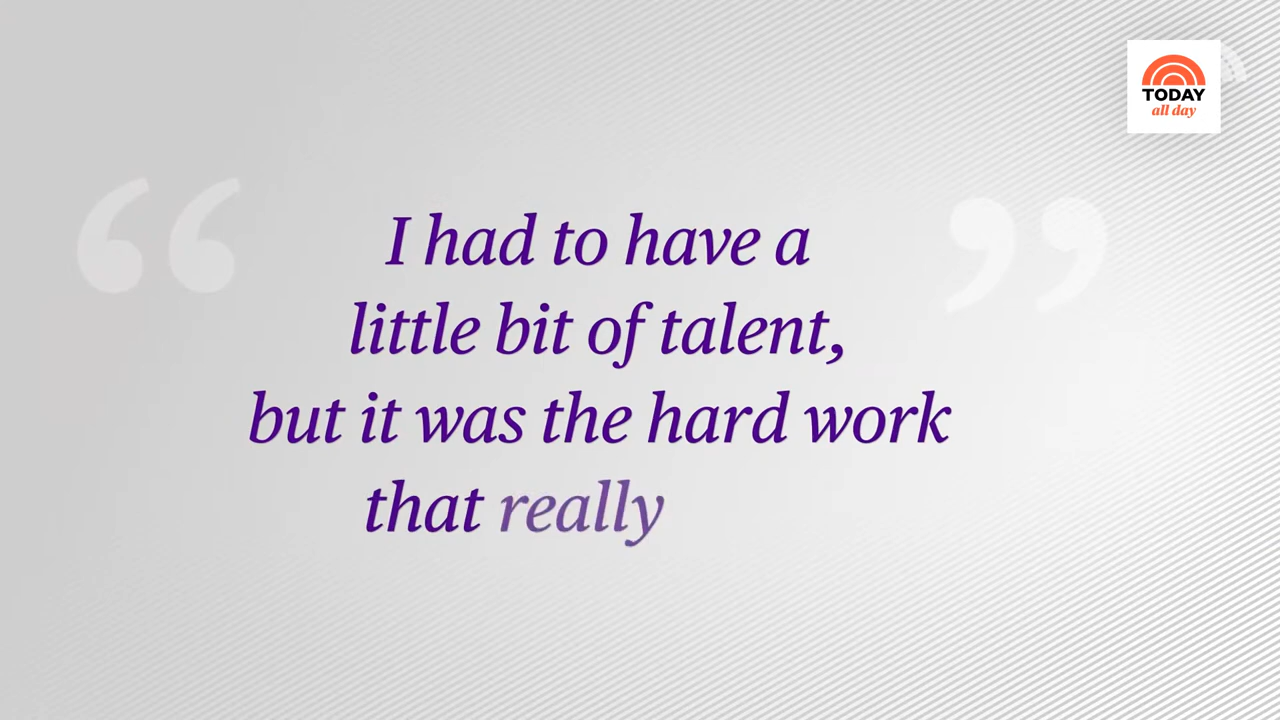 TODAY
all day
“ I had to have a ”
little bit of talent,
but it was the hard work
that really